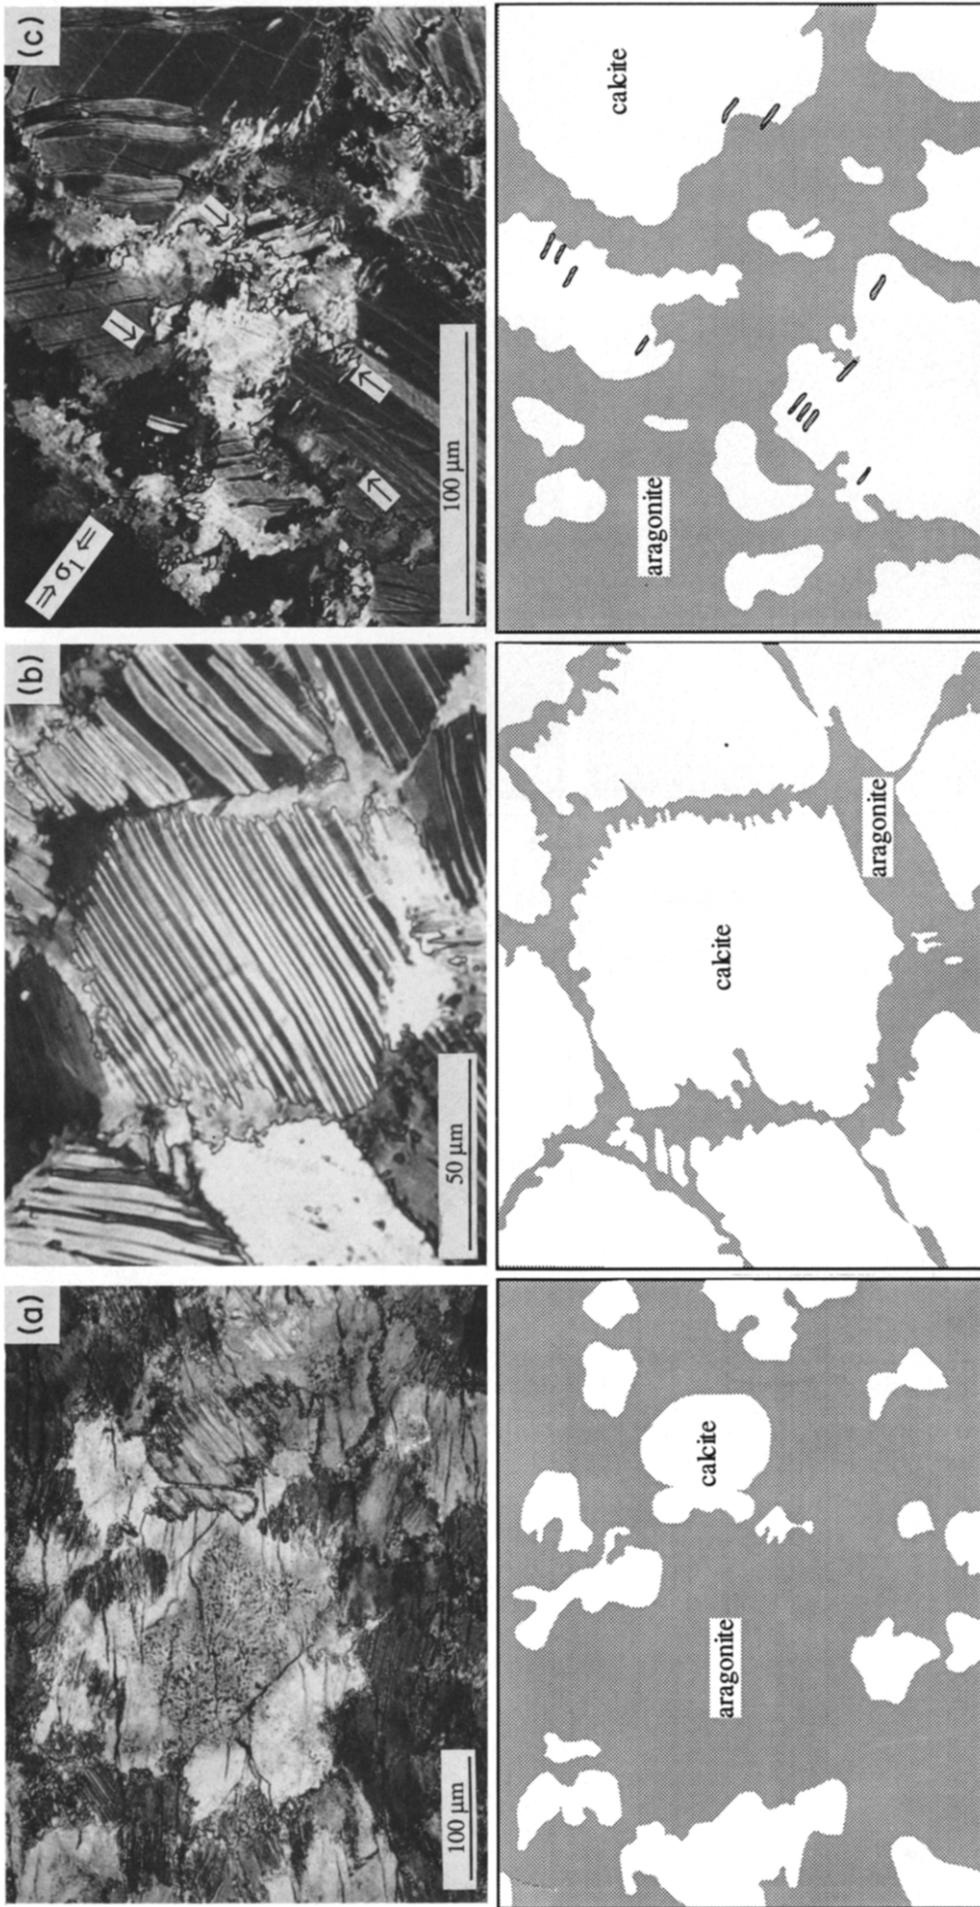 (a)
100 µm
(b)
50 µm
(c)
⇒ σ1 ⇐
100 µm
calcite
aragonite
calcite
aragonite
calcite
aragonite